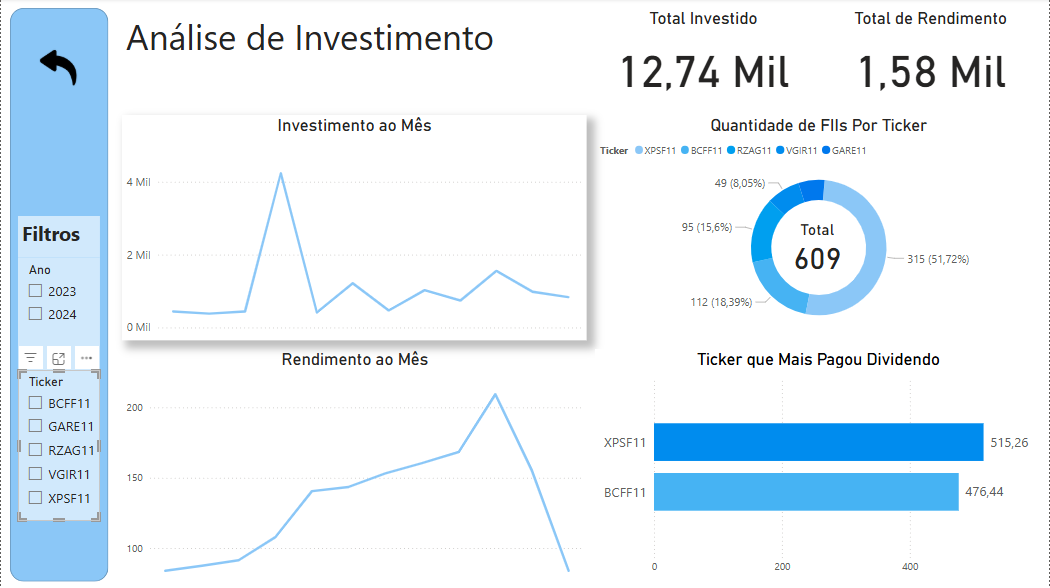 Análise de Investimento
Total Investido
12,74 Mil
Total de Rendimento
1,58 Mil
Filtros
Ano
2023
2024
Ticker
BCFF11
GARE11
RZAG11
VGIR11
XPSF11
Investimento ao Mês
4 Mil
2 Mil
0 Mil
Quantidade de FIIs Por Ticker
Ticker XPSF11 BCFF11 RZAG11 VGIR11 GARE11
49 (8,05%)
95 (15,6%)
112 (18,39%)
315 (51,72%)
Total
609
Rendimento ao Mês
200
150
100
Ticker que Mais Pagou Dividendo
XPSF11 515,26
BCFF11 476,44
0 200 400